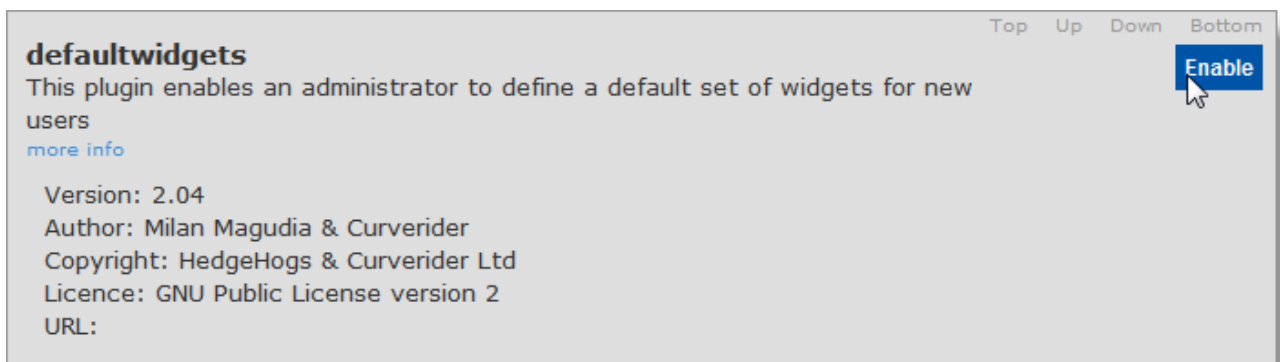 Top Up Down Bottom
defaultwidgets
Enable
This plugin enables an administrator to define a default set of widgets for new
users
more info
Version: 2.04
Author: Milan Magudia & Curverider
Copyright: HedgeHogs & Curverider Ltd
Licence: GNU Public License version 2
URL: